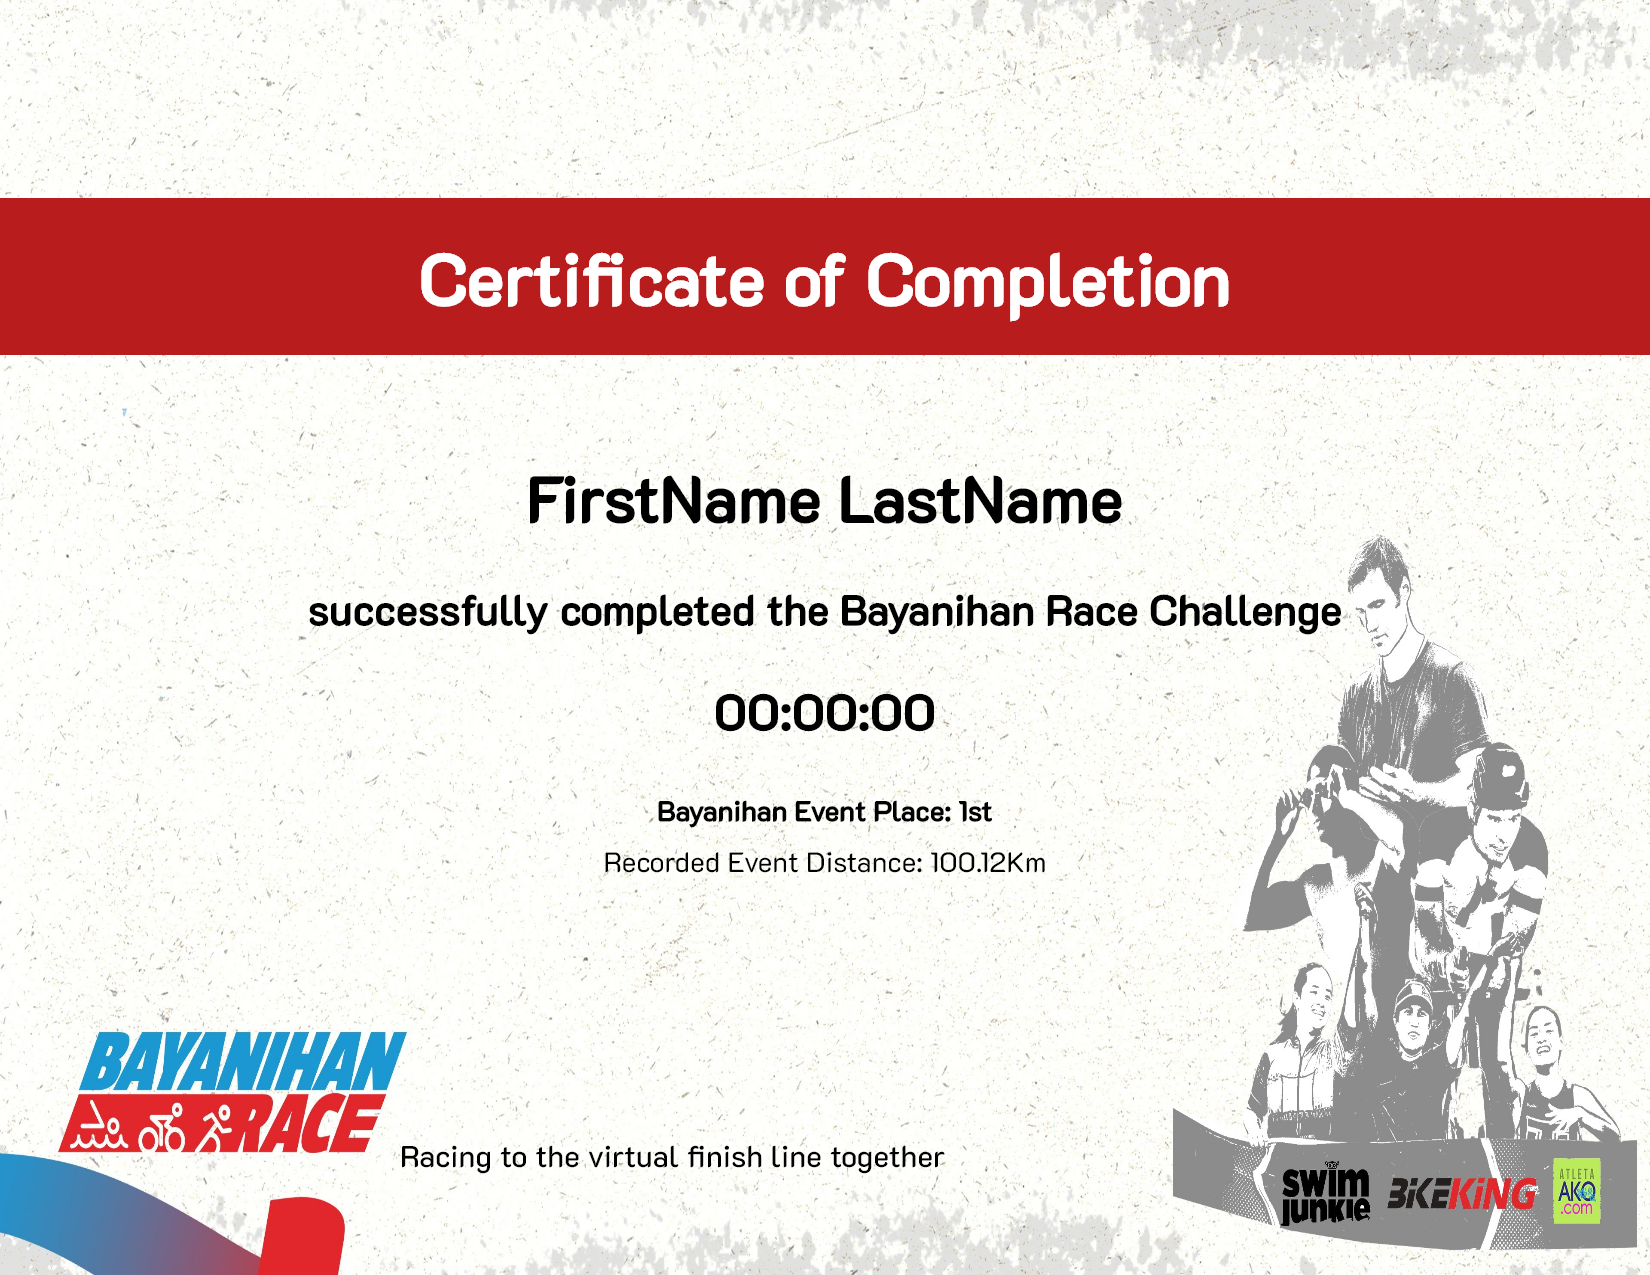 Certificate of Completion
FirstName LastName
successfully completed the Bayanihan Race Challenge
00:00:00
Bayanihan Event Place: 1st
Recorded Event Distance: 100.12Km
BAYANIHAN
RACE
Racing to the virtual finish line together
swim
junkie
BIKEKING
ATLETA
AKO
.com